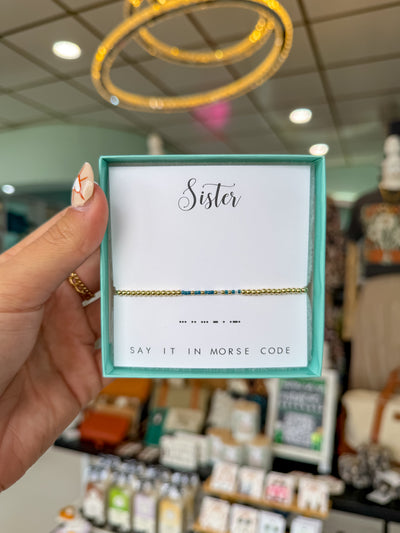 Sister
••• •• ••• − • •−•
SAY IT IN MORSE CODE